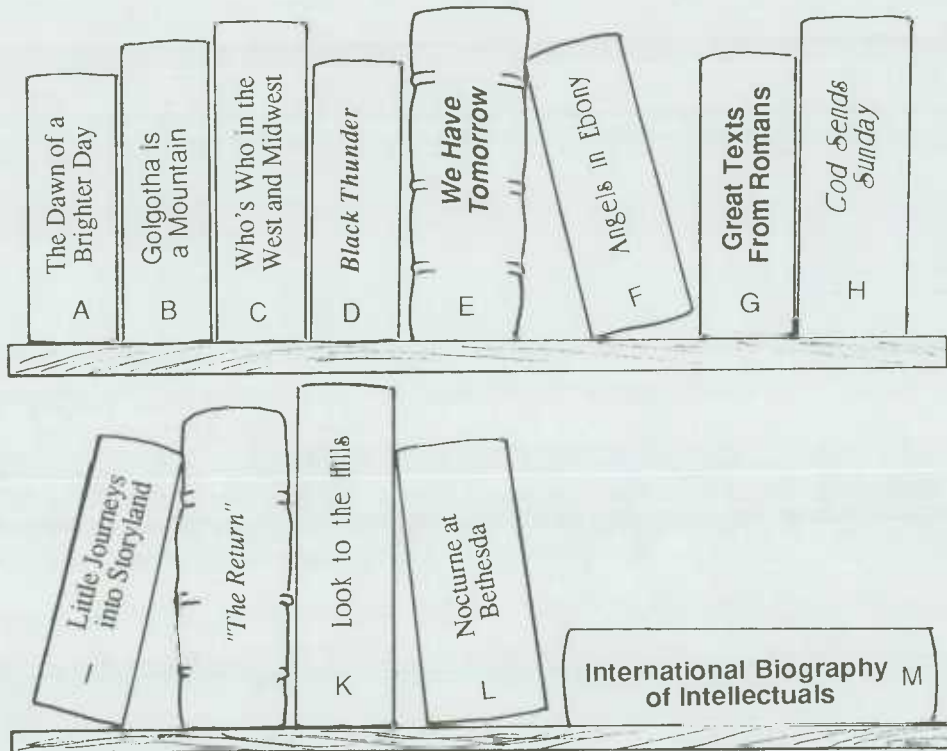 The Dawn of a
Brighter Day
A
Golgotha is
a Mountain
B
Who's Who in the
West and Midwest
C
Black Thunder
D
We Have
Tomorrow
E
Angels in Ebony
F
Great Texts
From Romans
G
God Sends
Sunday
H
Little Journeys
into Storyland
I
"The Return"
Look to the Hills
K
Nocturne at
Bethesda
L
International Biography
of Intellectuals
M